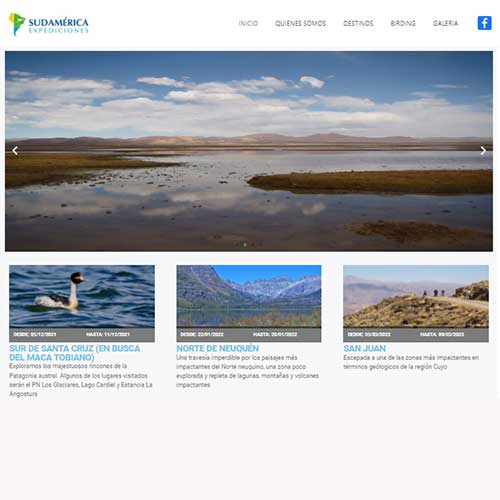 SUDAMÉRICA
EXPEDICIONES
INICIO QUIENES SOMOS DESTINOS BIRDING GALERIA
DESDE: 05/12/2021 HASTA: 11/12/2021
DESDE: 22/01/2022 HASTA: 28/01/2022
DESDE: 05/03/2022 HASTA: 09/03/2022
SUR DE SANTA CRUZ (EN BUSCA
DEL MACA TOBIANO)
Exploramos los majestuosos rincones de la
Patagonia austral. Algunos de los lugares visitados
serán el PN Los Glaciares, Lago Cardiel y Estancia La
Angostura
NORTE DE NEUQUÉN
Una travesía imperdible por los paisajes más
impactantes del Norte neuquino, una zona poco
explorada y repleta de lagunas, montañas y volcanes
impactantes
SAN JUAN
Escapada a una de las zonas más impactantes en
términos geológicos de la región Cuyo